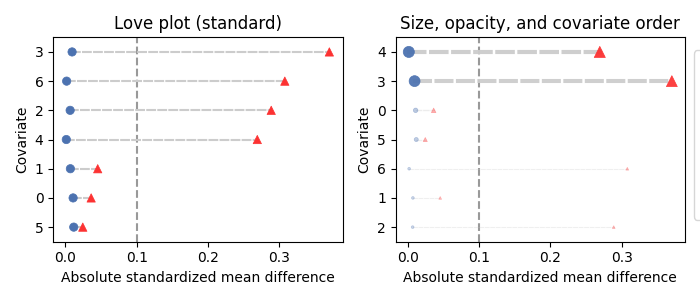 Love plot (standard)
3
6
2
4
1
0
5
Covariate
0.0 0.1 0.2 0.3
Absolute standardized mean difference
Size, opacity, and covariate order
4
3
0
5
6
1
2
Covariate
0.0 0.1 0.2 0.3
Absolute standardized mean difference